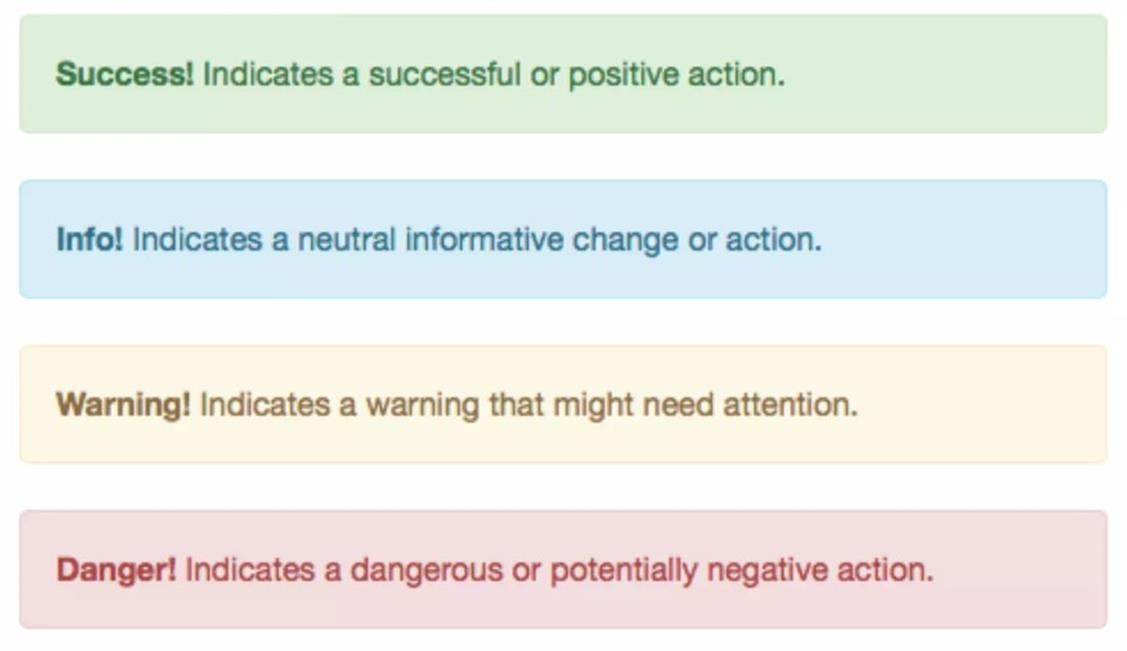 Success! Indicates a successful or positive action.
Info! Indicates a neutral informative change or action.
Warning! Indicates a warning that might need attention.
Danger! Indicates a dangerous or potentially negative action.